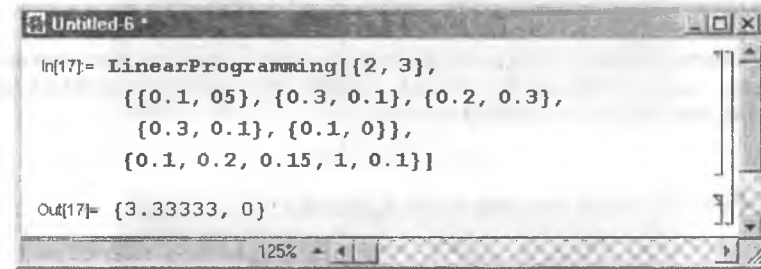 Untitled-6 *
In[17]:= LinearProgramming[{2, 3},
{{0.1, 05}, {0.3, 0.1}, {0.2, 0.3},
{0.3, 0.1}, {0.1, 0}},
{0.1, 0.2, 0.15, 1, 0.1}]
Out[17]= {3.33333, 0}
125%